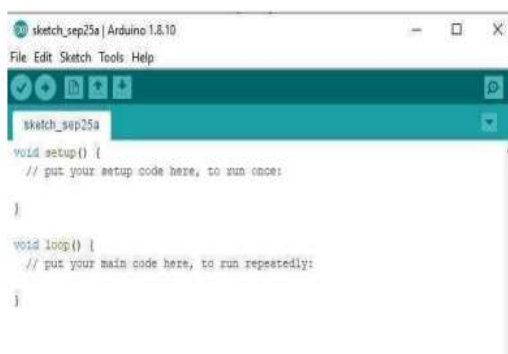 sketch_sep25a | Arduino 1.8.10
File Edit Sketch Tools Help
sketch_sep25a
void setup() {
  // put your setup code here, to run once:
}
void loop() {
  // put your main code here, to run repeatedly:
}